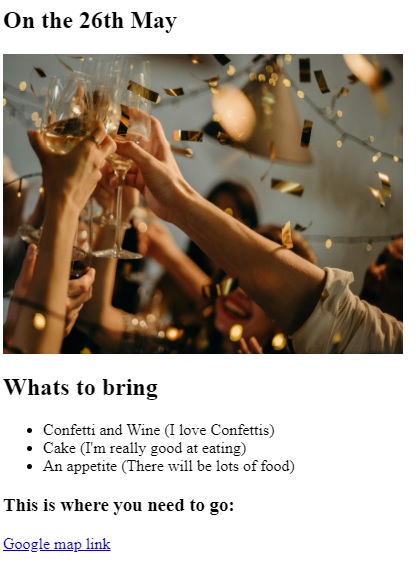 On the 26th May
Whats to bring
Confetti and Wine (I love Confettis)
Cake (I'm really good at eating)
An appetite (There will be lots of food)
This is where you need to go:
Google map link